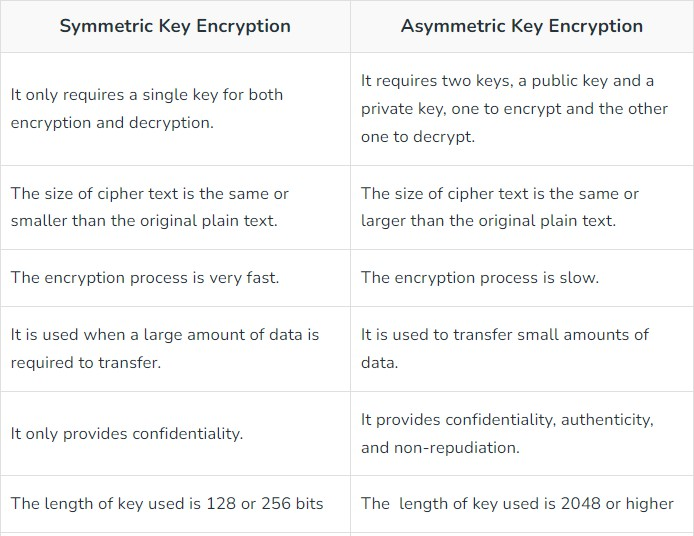 Symmetric Key Encryption
Asymmetric Key Encryption
It only requires a single key for both
encryption and decryption.
It requires two keys, a public key and a
private key, one to encrypt and the other
one to decrypt.
The size of cipher text is the same or
smaller than the original plain text.
The size of cipher text is the same or
larger than the original plain text.
The encryption process is very fast.
The encryption process is slow.
It is used when a large amount of data is
required to transfer.
It is used to transfer small amounts of
data.
It only provides confidentiality.
It provides confidentiality, authenticity,
and non-repudiation.
The length of key used is 128 or 256 bits
The  length of key used is 2048 or higher